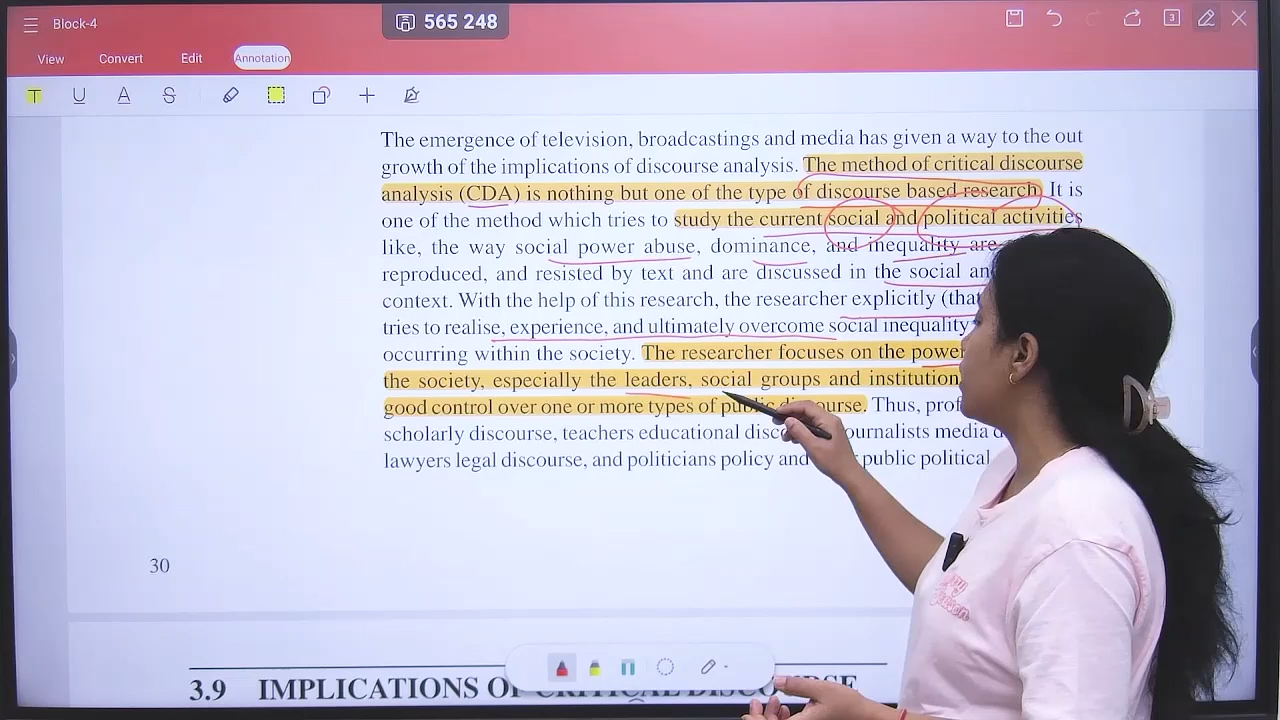 Block-4
565 248
3
View Convert Edit Annotation
T U A S
The emergence of television, broadcastings and media has given a way to the out
growth of the implications of discourse analysis. The method of critical discourse
analysis (CDA) is nothing but one of the type of discourse based research. It is
one of the method which tries to study the current social and political activities
like, the way social power abuse, dominance, and inequality are
reproduced, and resisted by text and are discussed in the social
context. With the help of this research, the researcher explicitly (that
tries to realise, experience, and ultimately overcome social inequality
occurring within the society. The researcher focuses on the power
the society, especially the leaders, social groups and institution
good control over one or more types of public discourse. Thus,
scholarly discourse, teachers educational journalists media
lawyers legal discourse, and politicians policy and public political
30
3.9 IMPLICATIONS OF CRITICAL DISCOURSE